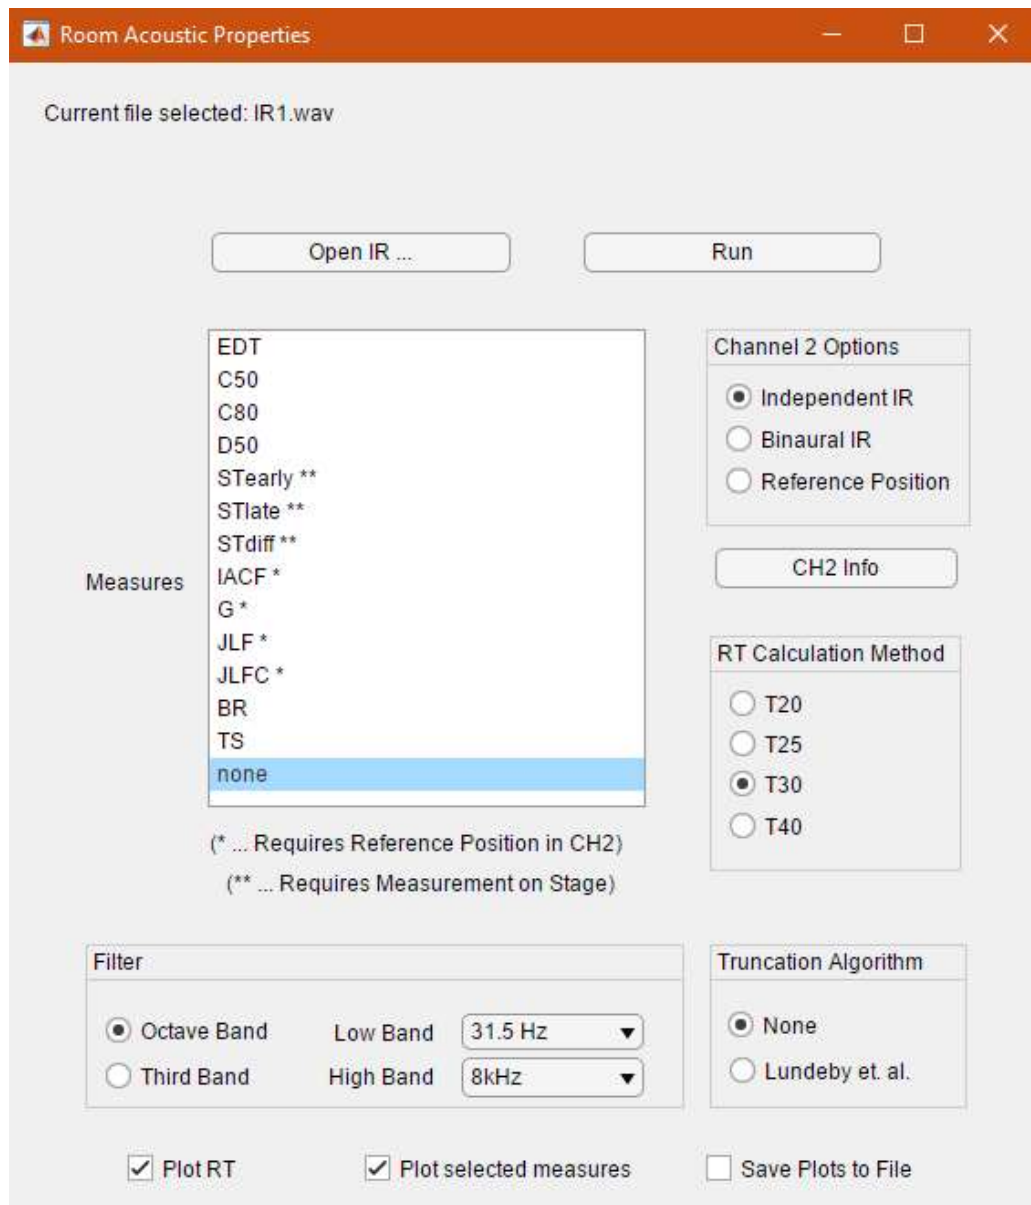 Room Acoustic Properties
Current file selected: IR1.wav
Open IR ...
Run
Measures
EDT
C50
C80
D50
STearly **
STlate **
STdiff **
IACF *
G *
JLF *
JLFC *
BR
TS
none
(* ... Requires Reference Position in CH2)
(** ... Requires Measurement on Stage)
Channel 2 Options
Independent IR
Binaural IR
Reference Position
CH2 Info
RT Calculation Method
T20
T25
T30
T40
Filter
Octave Band
Third Band
Low Band
31.5 Hz
High Band
8kHz
Truncation Algorithm
None
Lundeby et. al.
Plot RT
Plot selected measures
Save Plots to File